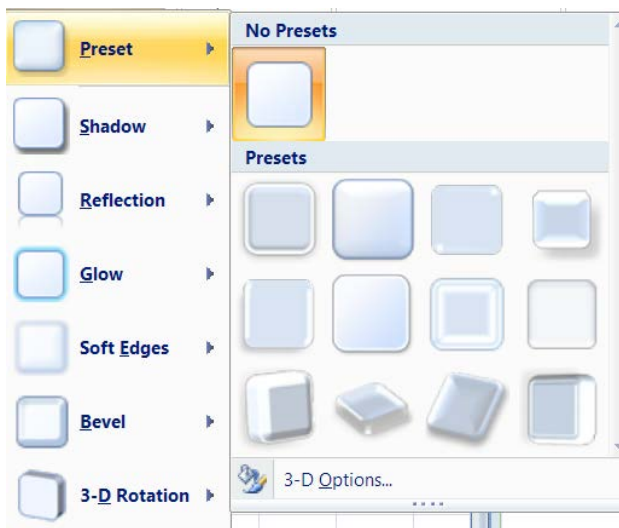 Preset
Shadow
Reflection
Glow
Soft Edges
Bevel
3-D Rotation
No Presets
Presets
3-D Options...